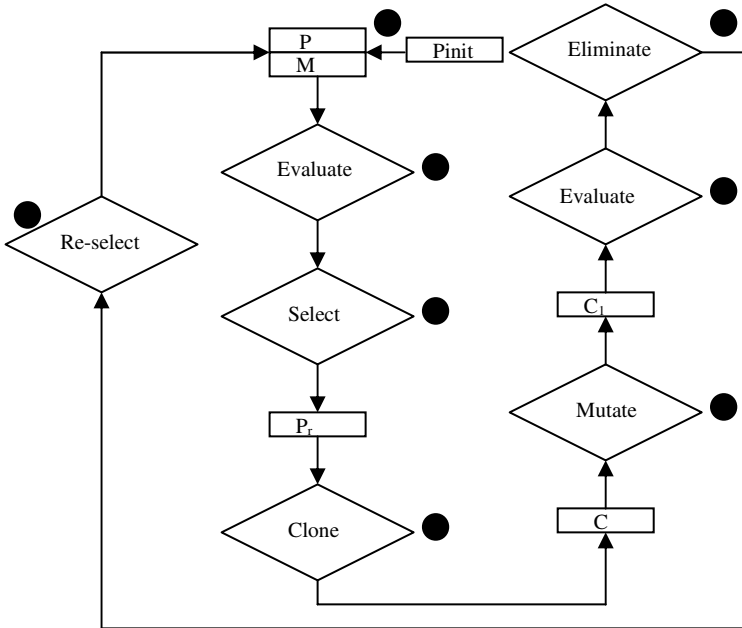 P
M
Pinit
Evaluate
Select
Pr
Clone
C
Mutate
C1
Evaluate
Eliminate
Re-select